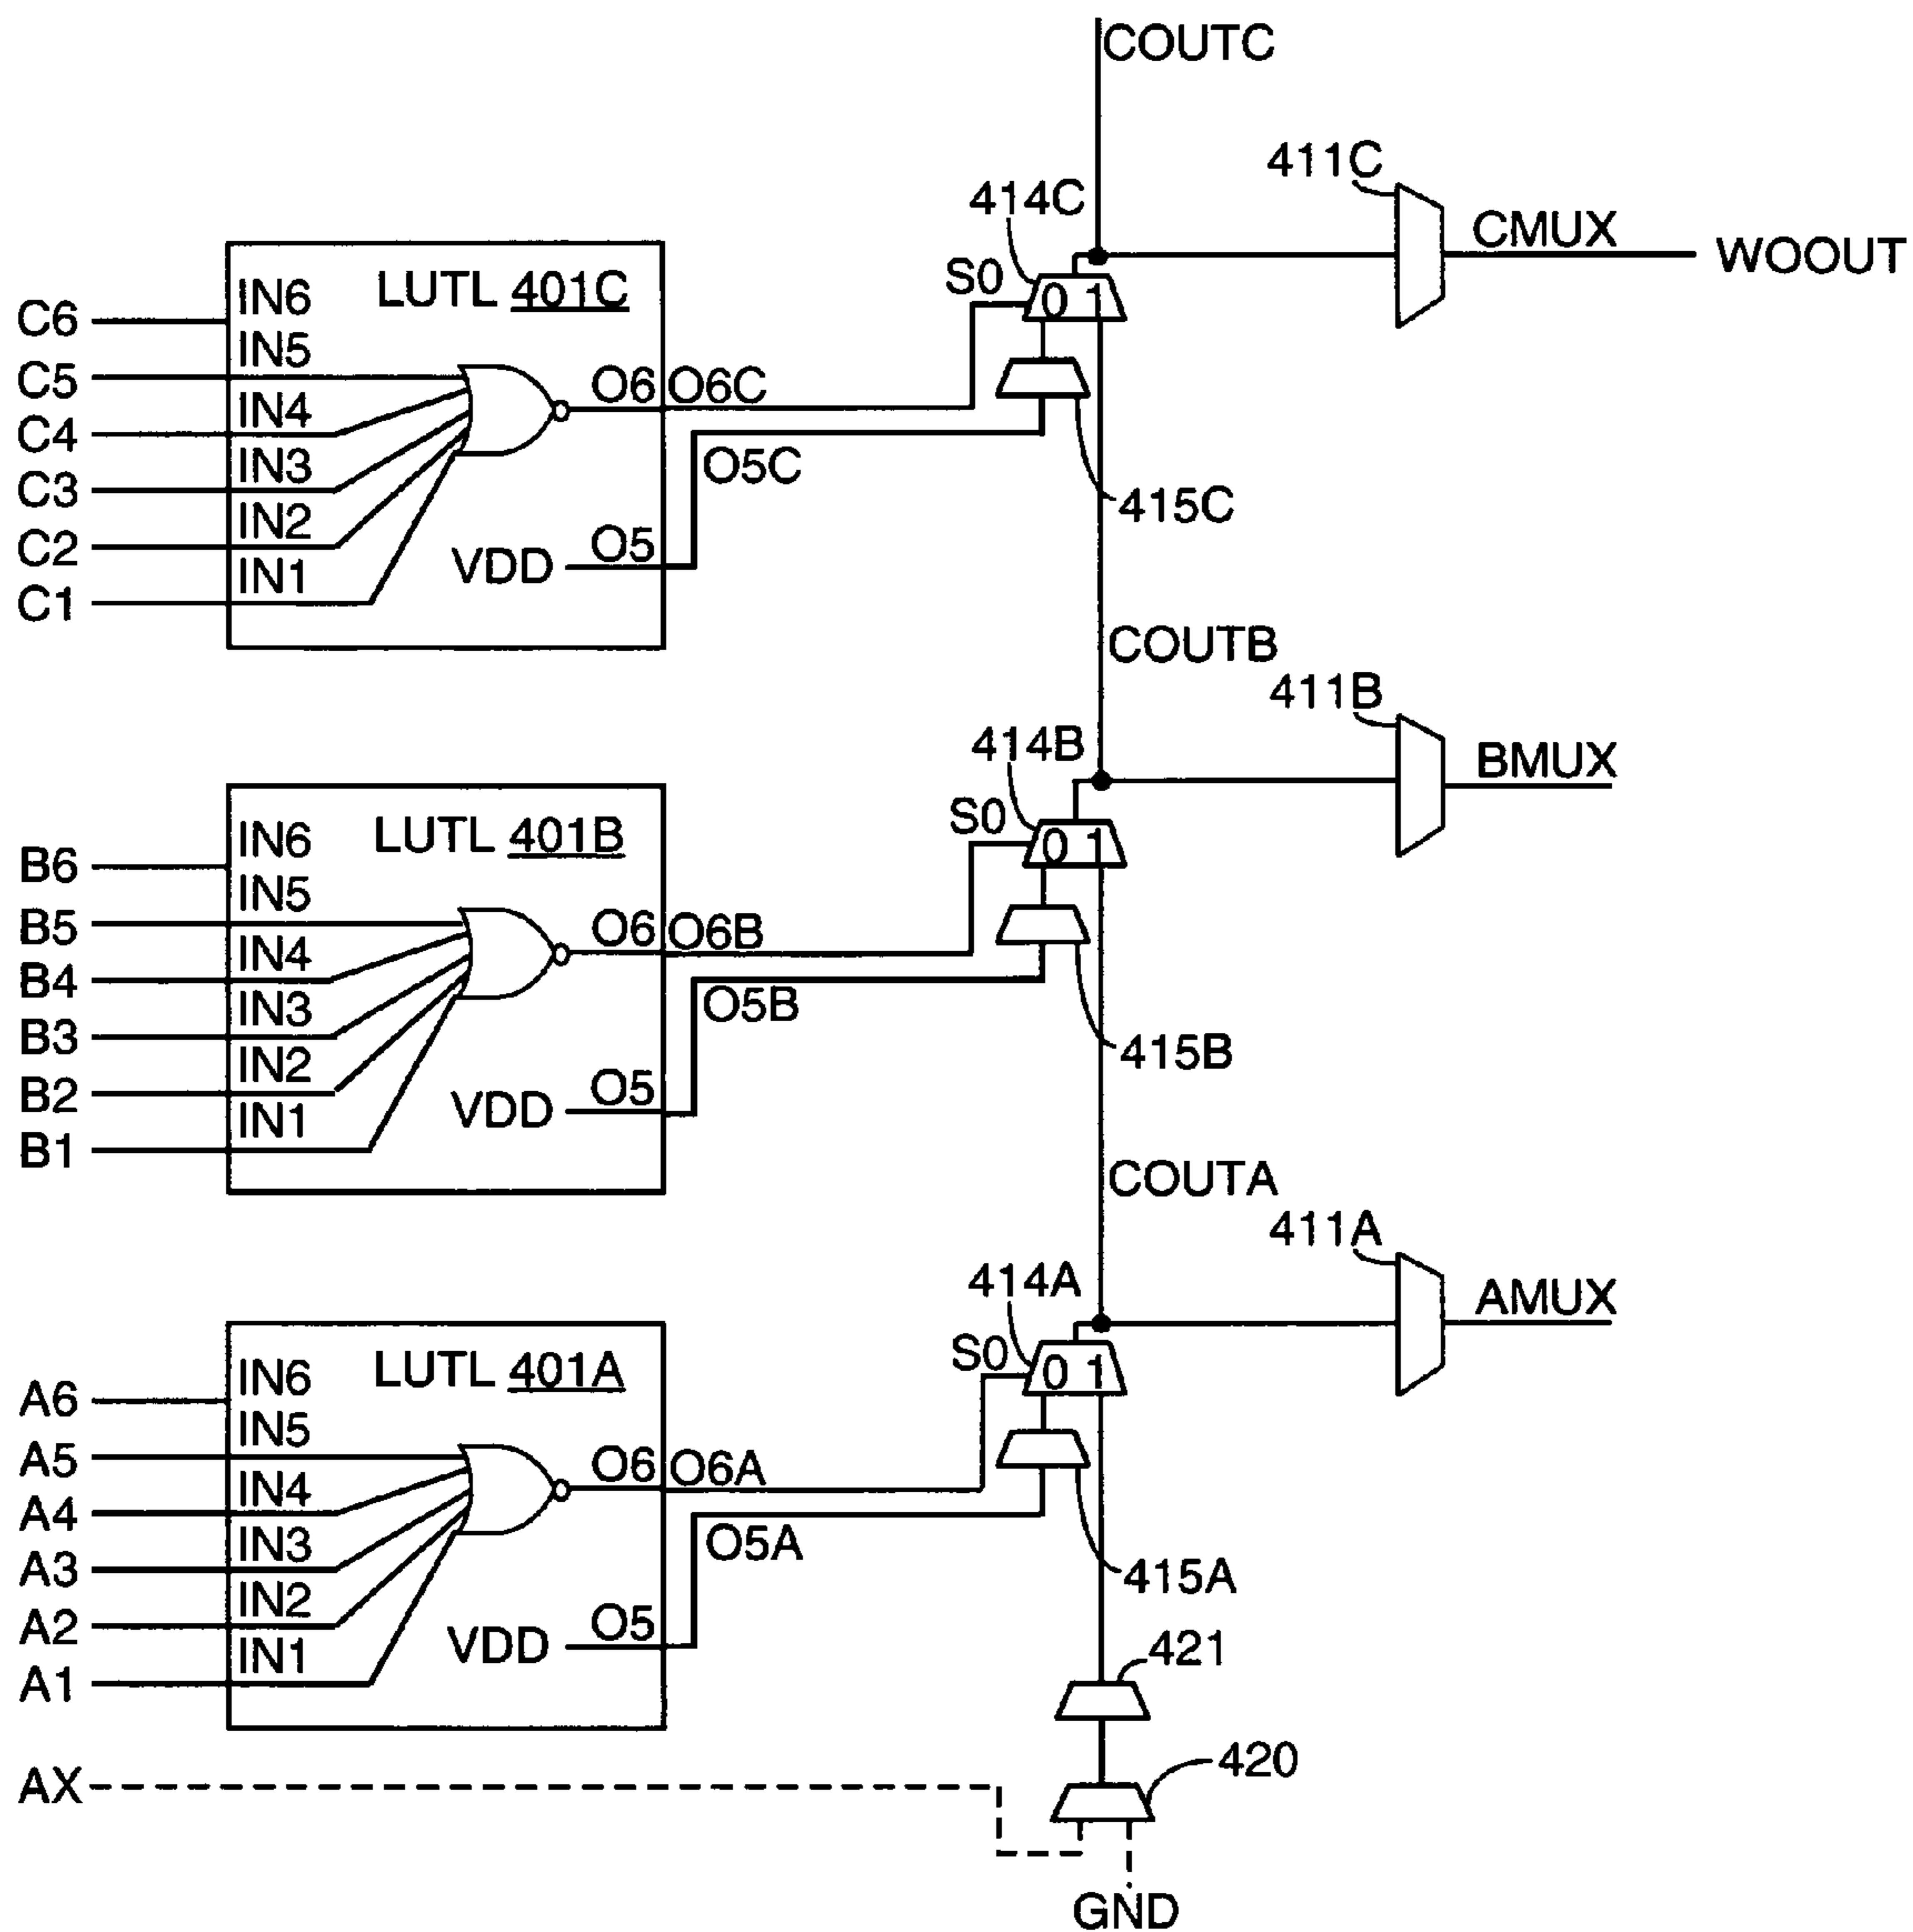 COUTC
411C
414C
CMUX
WOOUT
S0
0 1
LUTL 401C
C6
IN6
C5
IN5
O6
O6C
C4
IN4
C3
IN3
O5C
415C
C2
IN2
VDD
O5
C1
IN1
COUTB
411B
414B
BMUX
S0
0 1
LUTL 401B
B6
IN6
B5
IN5
O6
O6B
B4
IN4
B3
IN3
O5B
415B
B2
IN2
VDD
O5
B1
IN1
COUTA
411A
414A
AMUX
S0
0 1
LUTL 401A
A6
IN6
A5
IN5
O6
O6A
A4
IN4
A3
IN3
O5A
415A
A2
IN2
VDD
O5
A1
IN1
421
420
AX
GND